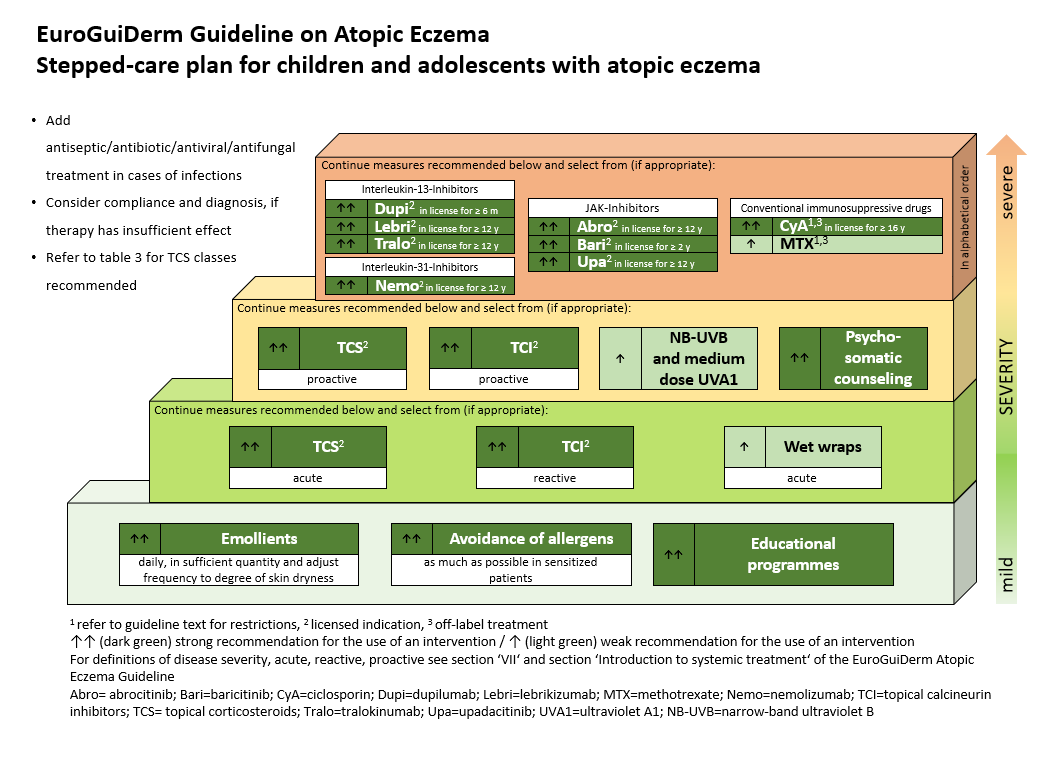 EuroGuiDerm Guideline on Atopic Eczema
Stepped-care plan for children and adolescents with atopic eczema
• Add
antiseptic/antibiotic/antiviral/antifungal
treatment in cases of infections
• Consider compliance and diagnosis, if
therapy has insufficient effect
• Refer to table 3 for TCS classes
recommended
Continue measures recommended below and select from (if appropriate):
Interleukin-13-Inhibitors
↑↑ Dupi² in license for ≥ 6 m
↑↑ Lebri² in license for ≥ 12 y
↑↑ Tralo² in license for ≥ 12 y
Interleukin-31-Inhibitors
↑↑ Nemo² in license for ≥ 12 y
JAK-Inhibitors
↑↑ Abro² in license for ≥ 12 y
↑↑ Bari² in license for ≥ 2 y
↑↑ Upa² in license for ≥ 12 y
Conventional immunosuppressive drugs
↑↑ CyA¹,³ in license for ≥ 16 y
↑ MTX¹,³
In alphabetical order
Continue measures recommended below and select from (if appropriate):
↑↑ TCS²
proactive
↑↑ TCI²
proactive
↑ NB-UVB
and medium
dose UVA1
↑↑ Psycho-
somatic
counseling
Continue measures recommended below and select from (if appropriate):
↑↑ TCS²
acute
↑↑ TCI²
reactive
↑ Wet wraps
acute
↑↑ Emollients
daily, in sufficient quantity and adjust
frequency to degree of skin dryness
↑↑ Avoidance of allergens
as much as possible in sensitized
patients
↑↑ Educational
programmes
severe
SEVERITY
mild
¹ refer to guideline text for restrictions, ² licensed indication, ³ off-label treatment
↑↑ (dark green) strong recommendation for the use of an intervention / ↑ (light green) weak recommendation for the use of an intervention
For definitions of disease severity, acute, reactive, proactive see section ‘VII‘ and section ‘Introduction to systemic treatment‘ of the EuroGuiDerm Atopic
Eczema Guideline
Abro= abrocitinib; Bari=baricitinib; CyA=ciclosporin; Dupi=dupilumab; Lebri=lebrikizumab; MTX=methotrexate; Nemo=nemolizumab; TCI=topical calcineurin
inhibitors; TCS= topical corticosteroids; Tralo=tralokinumab; Upa=upadacitinib; UVA1=ultraviolet A1; NB-UVB=narrow-band ultraviolet B